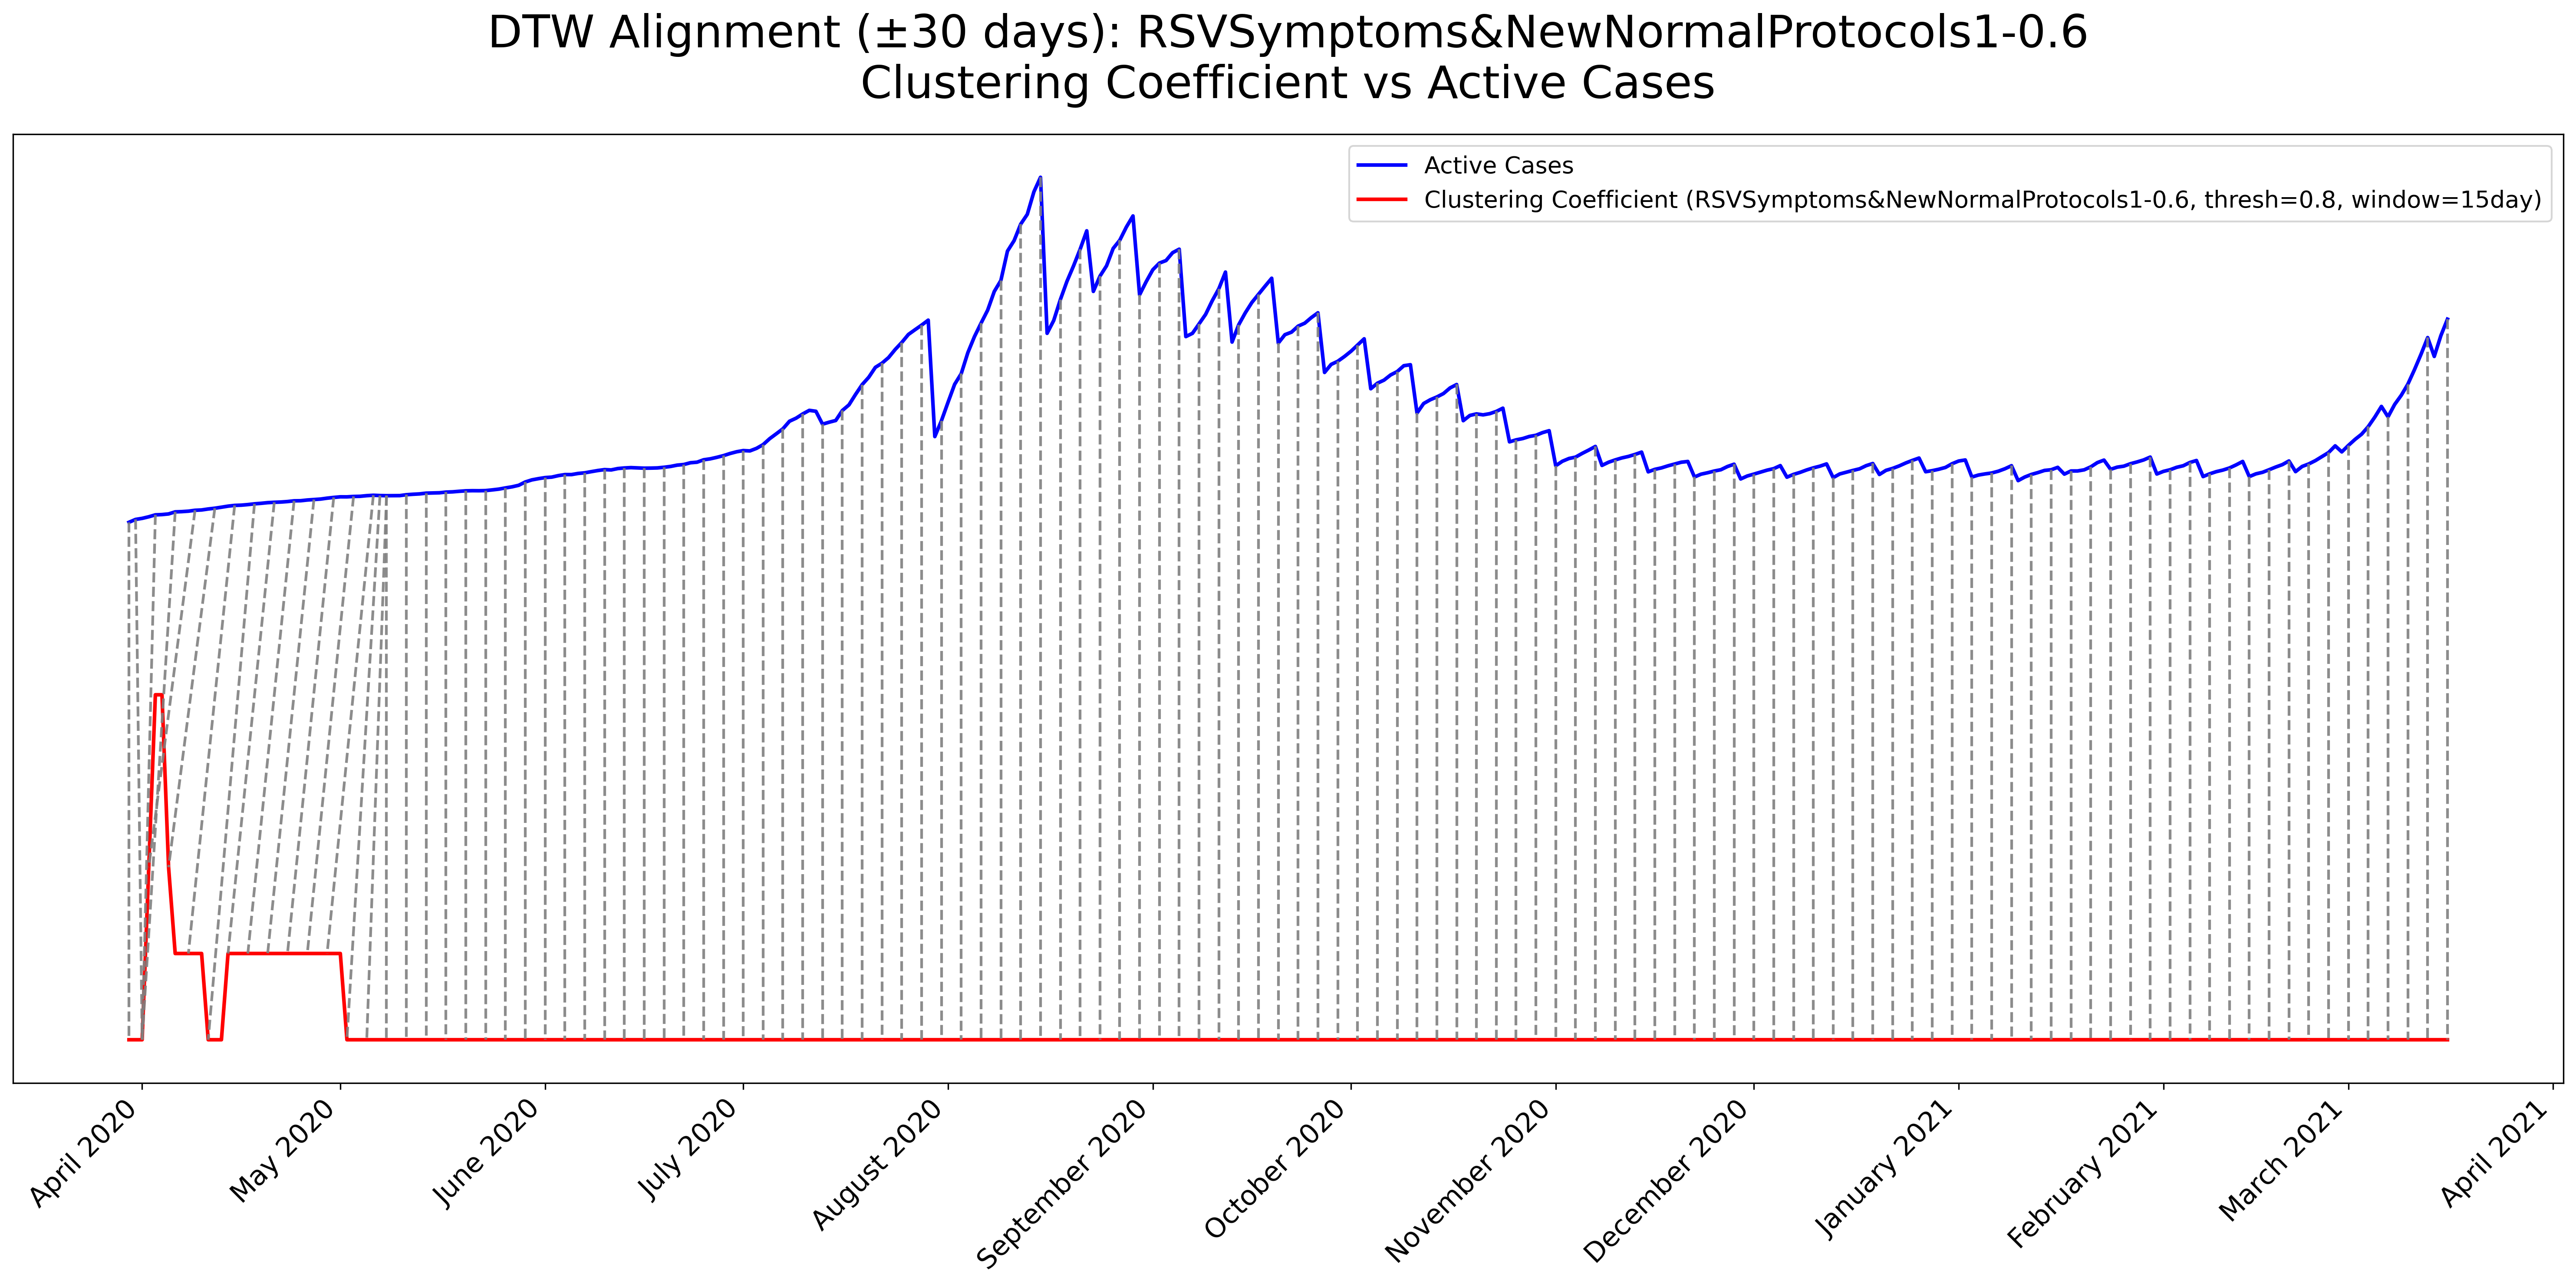 DTW Alignment (±30 days): RSVSymptoms&NewNormalProtocols1-0.6
Clustering Coefficient vs Active Cases
Active Cases
Clustering Coefficient (RSVSymptoms&NewNormalProtocols1-0.6, thresh=0.8, window=15day)
April 2020
May 2020
June 2020
July 2020
August 2020
September 2020
October 2020
November 2020
December 2020
January 2021
February 2021
March 2021
April 2021